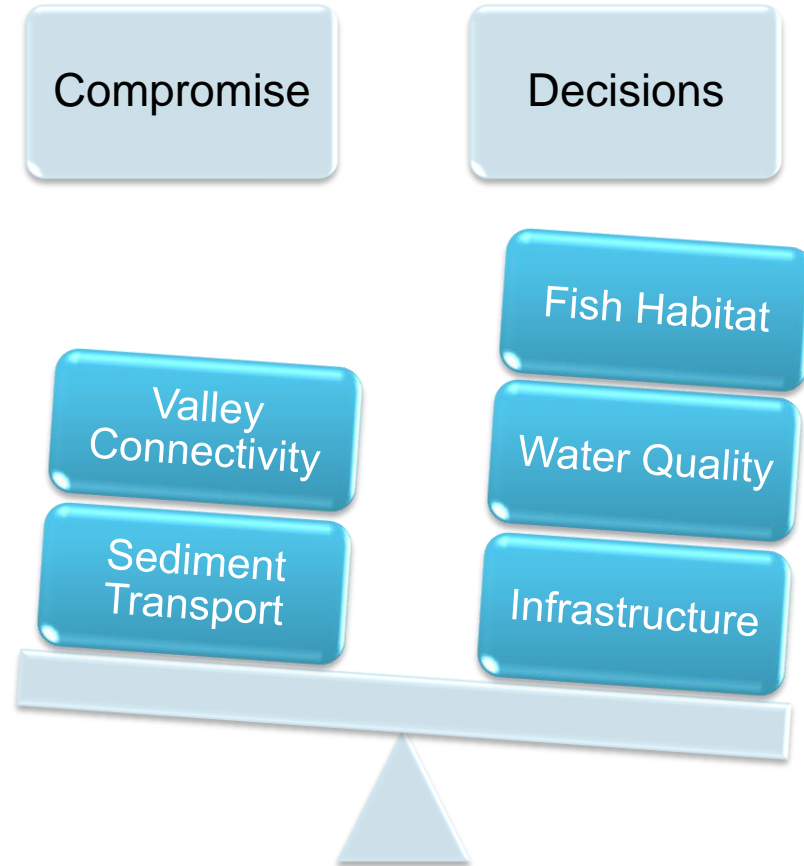 Compromise
Decisions
Fish Habitat
Valley
Connectivity
Water Quality
Sediment
Transport
Infrastructure